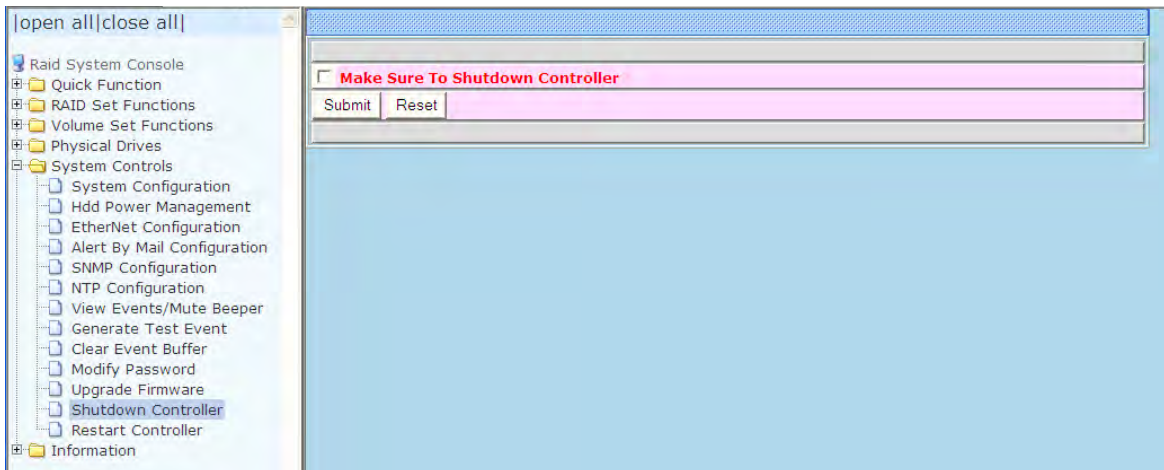 |open all|close all|
Raid System Console
Quick Function
RAID Set Functions
Volume Set Functions
Physical Drives
System Controls
System Configuration
Hdd Power Management
EtherNet Configuration
Alert By Mail Configuration
SNMP Configuration
NTP Configuration
View Events/Mute Beeper
Generate Test Event
Clear Event Buffer
Modify Password
Upgrade Firmware
Shutdown Controller
Restart Controller
Information
Make Sure To Shutdown Controller
Submit Reset